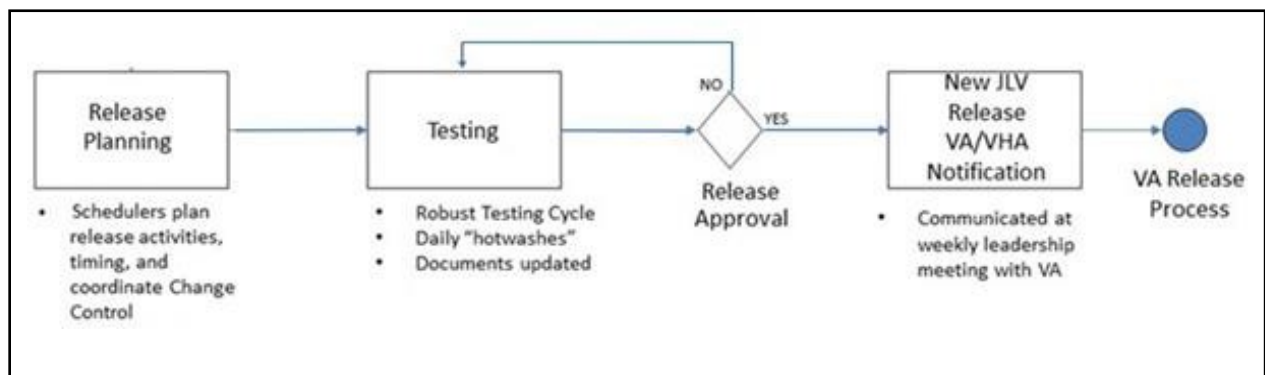 Release
Planning
• Schedulers plan
release activities,
timing, and
coordinate Change
Control
Testing
• Robust Testing Cycle
• Daily “hotwashes”
• Documents updated
NO
YES
Release
Approval
New JLV
Release
VA/VHA
Notification
• Communicated at
weekly leadership
meeting with VA
VA Release
Process